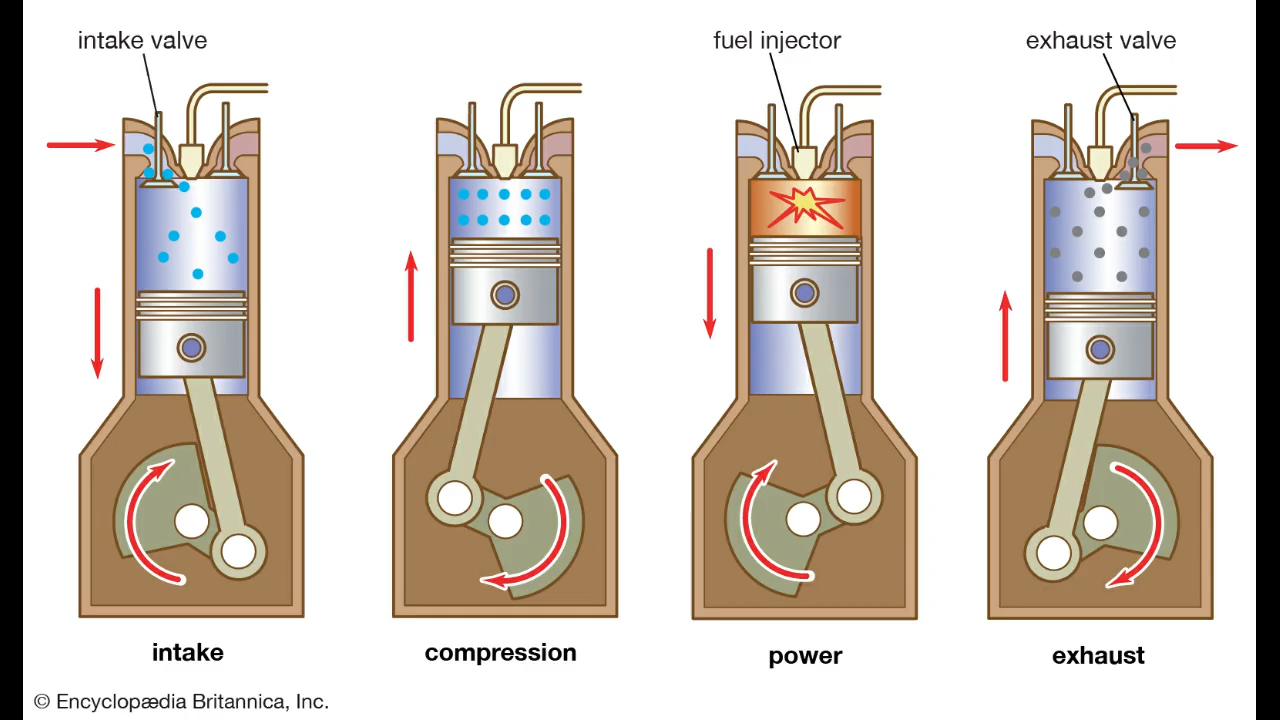 intake valve
fuel injector
exhaust valve
intake
compression
power
exhaust
© Encyclopædia Britannica, Inc.